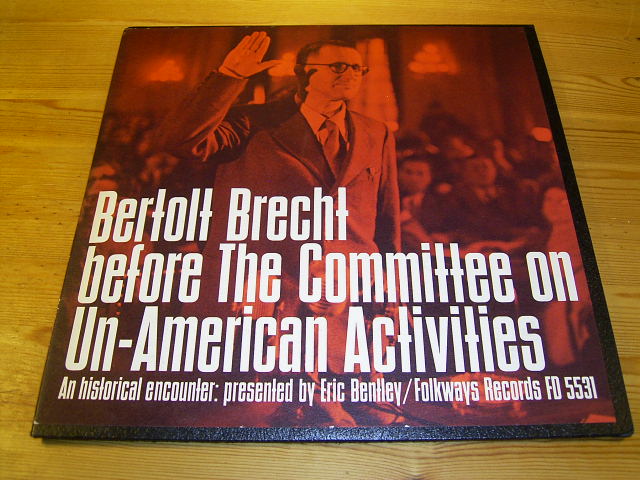 Bertolt Brecht
before The Committee on
Un-American Activities
An historical encounter: presented by Eric Bentley/Folkways Records FD 5531